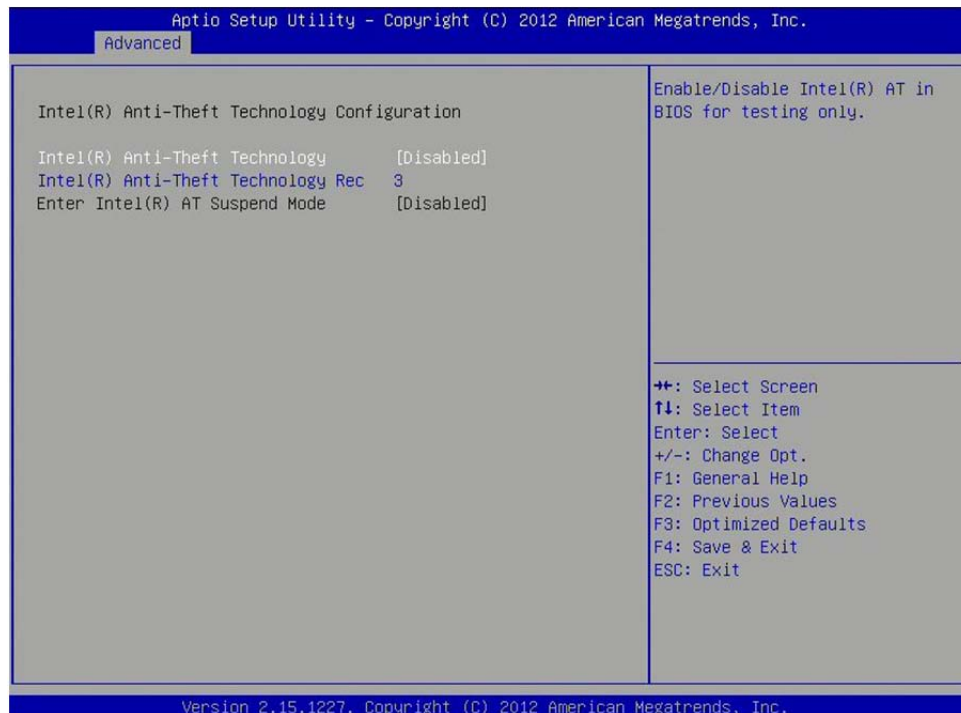 Aptio Setup Utility – Copyright (C) 2012 American Megatrends, Inc.
Advanced
Intel(R) Anti-Theft Technology Configuration
Intel(R) Anti-Theft Technology [Disabled]
Intel(R) Anti-Theft Technology Rec 3
Enter Intel(R) AT Suspend Mode [Disabled]
Enable/Disable Intel(R) AT in
BIOS for testing only.
→←: Select Screen
↑↓: Select Item
Enter: Select
+/-: Change Opt.
F1: General Help
F2: Previous Values
F3: Optimized Defaults
F4: Save & Exit
ESC: Exit
Version 2.15.1227. Copyright (C) 2012 American Megatrends, Inc.